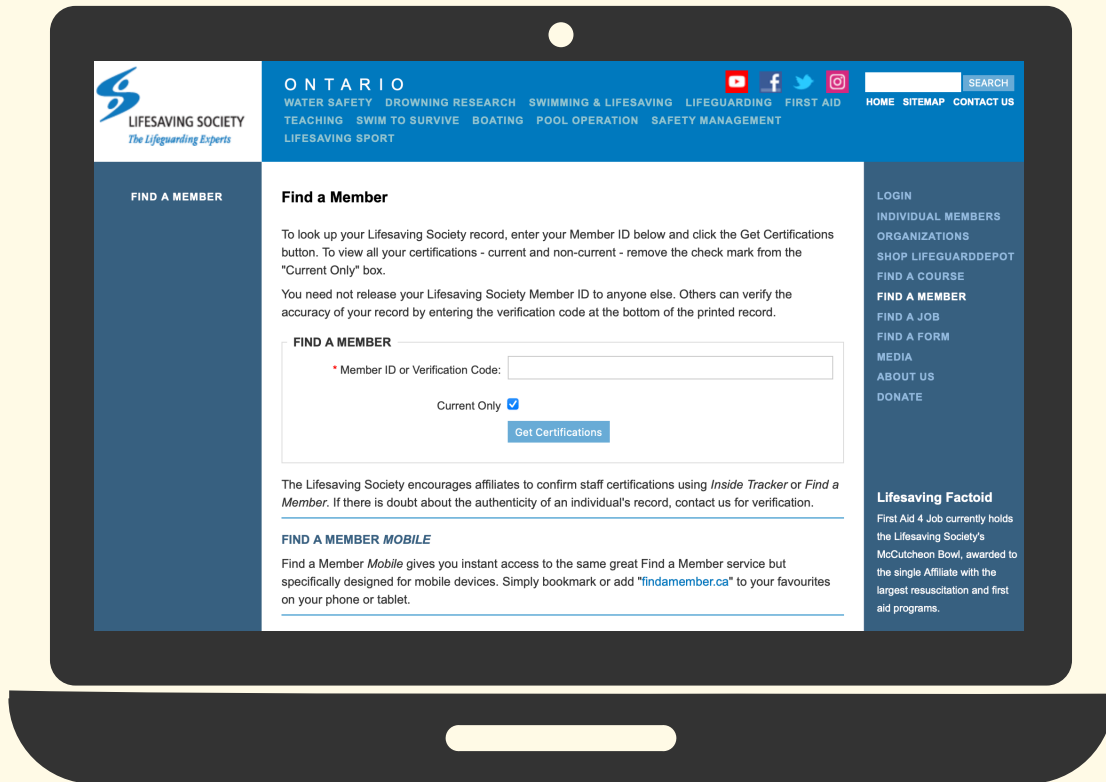 LIFESAVING SOCIETY
The Lifeguarding Experts
ONTARIO
WATER SAFETY DROWNING RESEARCH SWIMMING & LIFESAVING LIFEGUARDING FIRST AID
TEACHING SWIM TO SURVIVE BOATING POOL OPERATION SAFETY MANAGEMENT
LIFESAVING SPORT
SEARCH
HOME SITEMAP CONTACT US
FIND A MEMBER
Find a Member
To look up your Lifesaving Society record, enter your Member ID below and click the Get Certifications
button. To view all your certifications - current and non-current - remove the check mark from the
"Current Only" box.
You need not release your Lifesaving Society Member ID to anyone else. Others can verify the
accuracy of your record by entering the verification code at the bottom of the printed record.
FIND A MEMBER
* Member ID or Verification Code:
Current Only
Get Certifications
The Lifesaving Society encourages affiliates to confirm staff certifications using Inside Tracker or Find a
Member. If there is doubt about the authenticity of an individual's record, contact us for verification.
FIND A MEMBER MOBILE
Find a Member Mobile gives you instant access to the same great Find a Member service but
specifically designed for mobile devices. Simply bookmark or add "findamember.ca" to your favourites
on your phone or tablet.
LOGIN
INDIVIDUAL MEMBERS
ORGANIZATIONS
SHOP LIFEGUARDDEPOT
FIND A COURSE
FIND A MEMBER
FIND A JOB
FIND A FORM
MEDIA
ABOUT US
DONATE
Lifesaving Factoid
First Aid 4 Job currently holds
the Lifesaving Society's
McCutcheon Bowl, awarded to
the single Affiliate with the
largest resuscitation and first
aid programs.